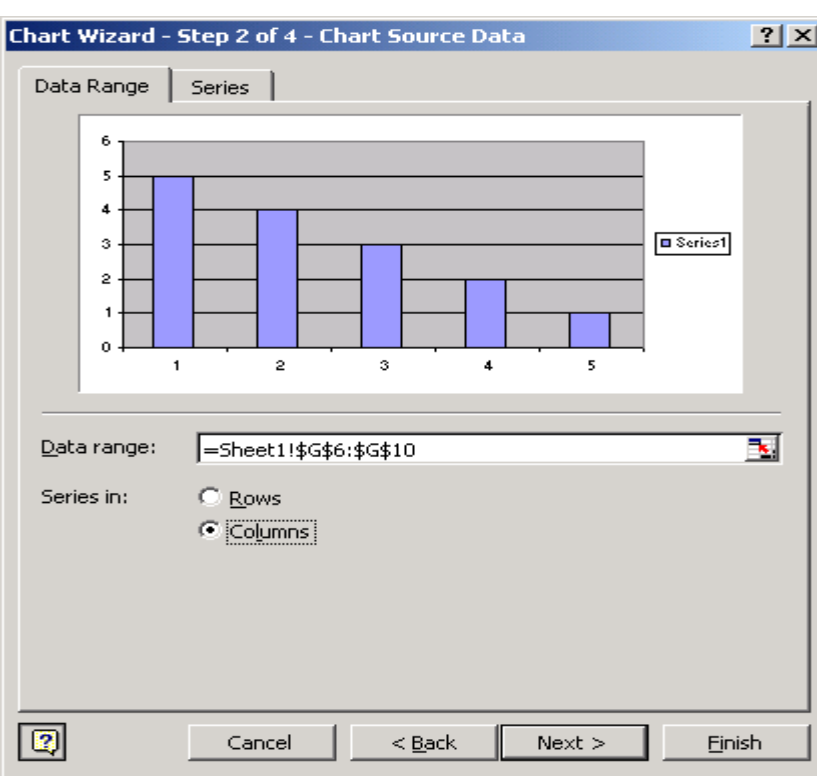 Chart Wizard - Step 2 of 4 - Chart Source Data
Data Range
Series
6
5
4
3
2
1
0
1 2 3 4 5
Series1
Data range: =Sheet1!$G$6:$G$10
Series in: Rows
Columns
Cancel < Back Next > Finish